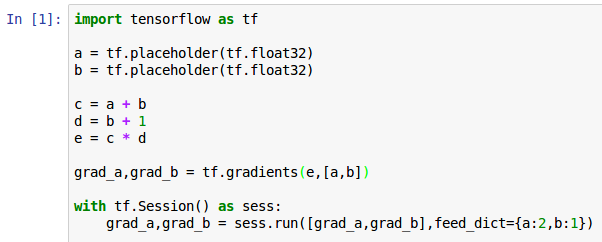 In [1]: import tensorflow as tf
a = tf.placeholder(tf.float32)
b = tf.placeholder(tf.float32)
c = a + b
d = b + 1
e = c * d
grad_a,grad_b = tf.gradients(e,[a,b])
with tf.Session() as sess:
    grad_a,grad_b = sess.run([grad_a,grad_b],feed_dict={a:2,b:1})